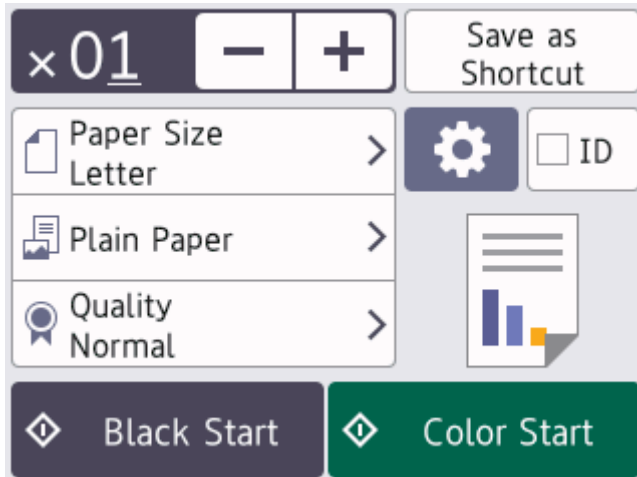 ×01
Save as
Shortcut
Paper Size
Letter
ID
Plain Paper
Quality
Normal
Black Start
Color Start